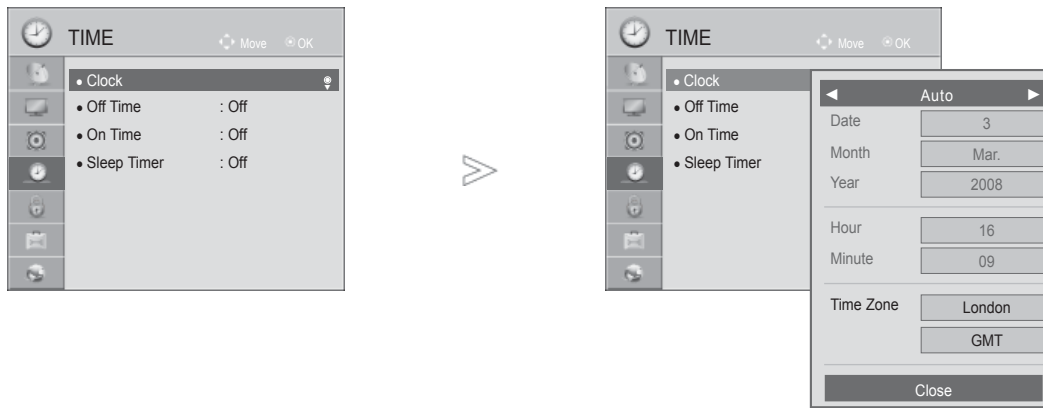 TIME Move OK
• Clock
• Off Time : Off
• On Time : Off
• Sleep Timer : Off
TIME Move OK
• Clock
• Off Time
• On Time
• Sleep Timer
◄ Auto ►
Date 3
Month Mar.
Year 2008
Hour 16
Minute 09
Time Zone London
GMT
Close